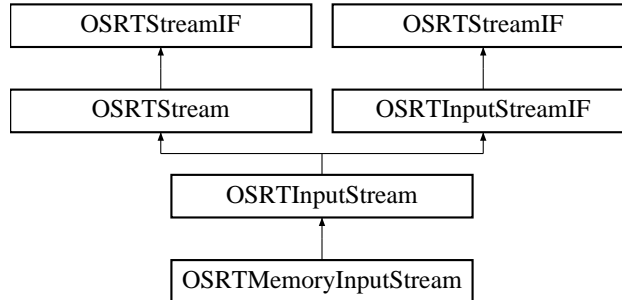 OSRTStreamIF
OSRTStreamIF
OSRTStream
OSRTInputStreamIF
OSRTInputStream
OSRTMemoryInputStream